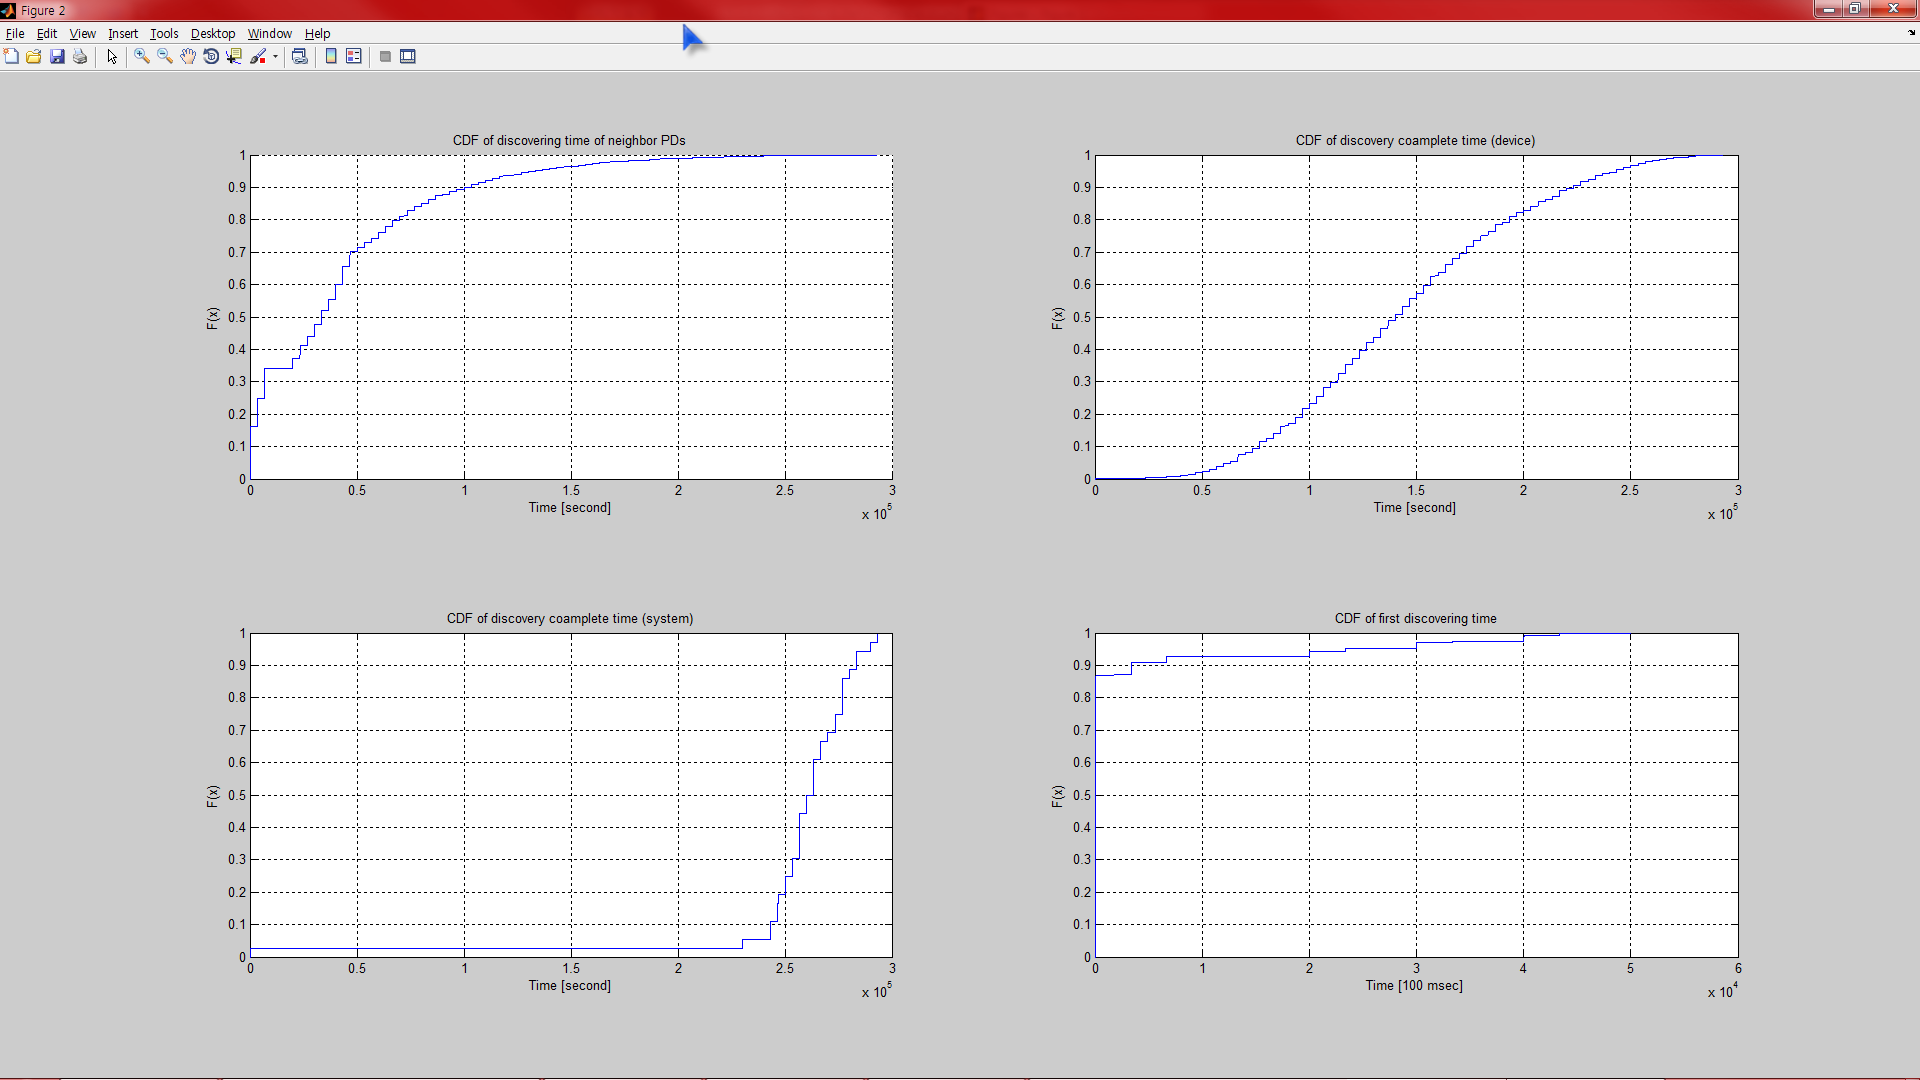 Figure 2
File Edit View Insert Tools Desktop Window Help
CDF of discovering time of neighbor PDs
1
0.9
0.8
0.7
0.6
0.5
0.4
0.3
0.2
0.1
0
F(x)
0 0.5 1 1.5 2 2.5 3
Time [second]
x 10^5
CDF of discovery coamplete time (device)
1
0.9
0.8
0.7
0.6
0.5
0.4
0.3
0.2
0.1
0
F(x)
0 0.5 1 1.5 2 2.5 3
Time [second]
x 10^5
CDF of discovery coamplete time (system)
1
0.9
0.8
0.7
0.6
0.5
0.4
0.3
0.2
0.1
0
F(x)
0 0.5 1 1.5 2 2.5 3
Time [second]
x 10^5
CDF of first discovering time
1
0.9
0.8
0.7
0.6
0.5
0.4
0.3
0.2
0.1
0
F(x)
0 1 2 3 4 5 6
Time [100 msec]
x 10^4